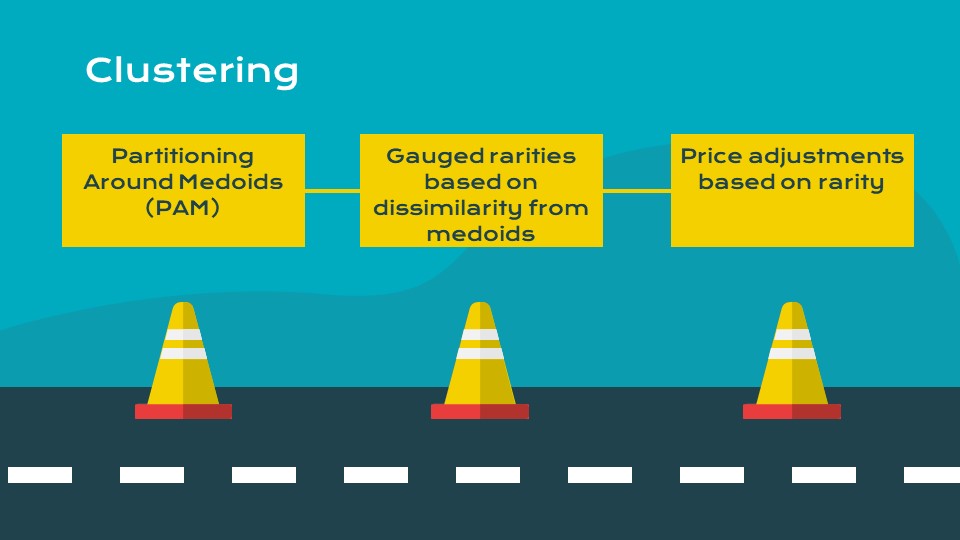 Clustering
Partitioning
Around Medoids
(PAM)
Gauged rarities
based on
dissimilarity from
medoids
Price adjustments
based on rarity